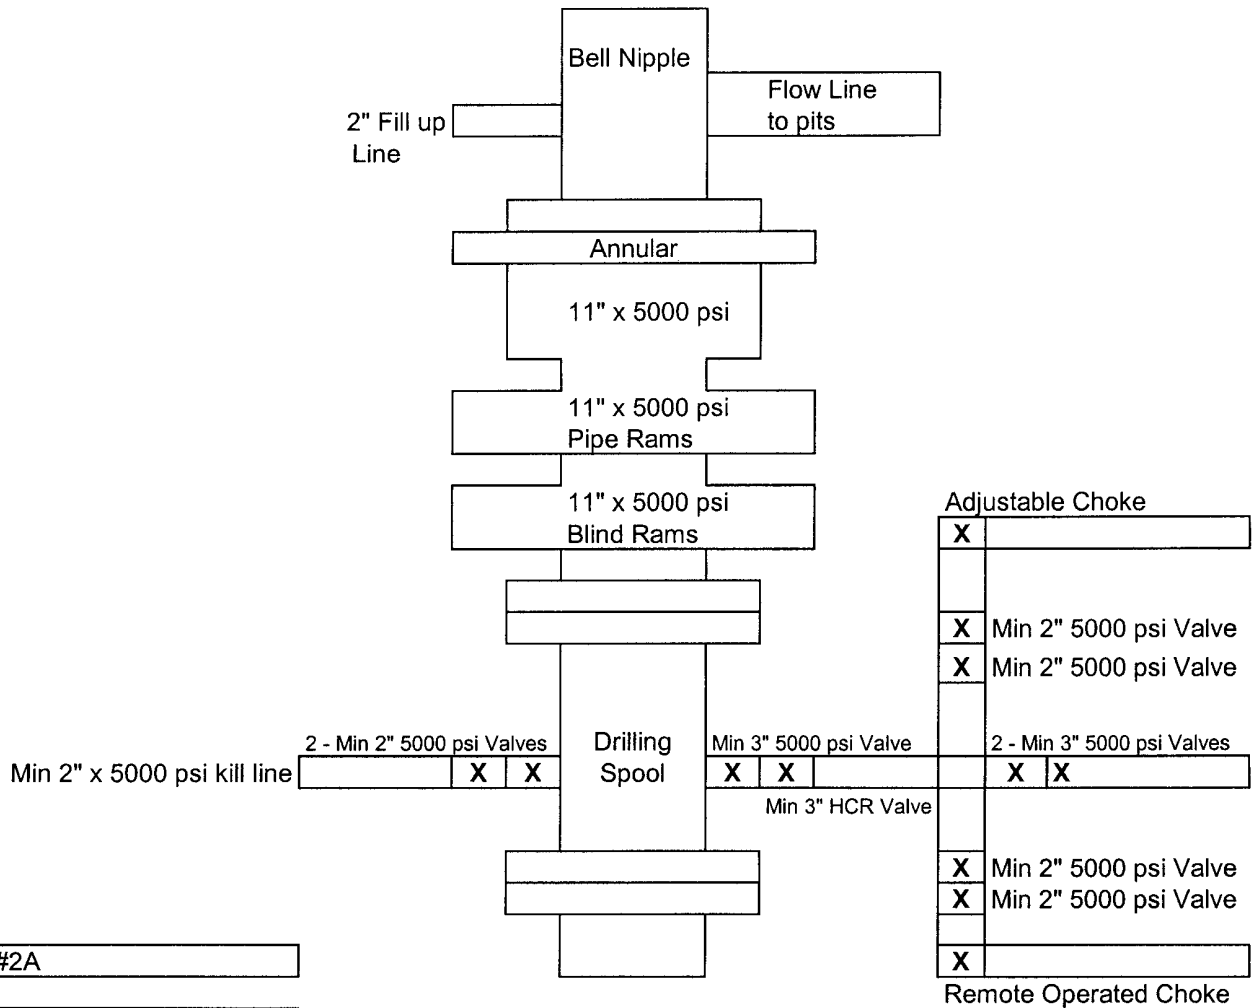 Bell Nipple
Flow Line
to pits
2" Fill up
Line
Annular
11" x 5000 psi
11" x 5000 psi
Pipe Rams
11" x 5000 psi
Blind Rams
Adjustable Choke
X
X Min 2" 5000 psi Valve
X Min 2" 5000 psi Valve
2 - Min 2" 5000 psi Valves
Drilling
Spool
Min 3" 5000 psi Valve
2 - Min 3" 5000 psi Valves
Min 2" x 5000 psi kill line
X X
X X
X X
Min 3" HCR Valve
X Min 2" 5000 psi Valve
X Min 2" 5000 psi Valve
#2A
X
Remote Operated Choke